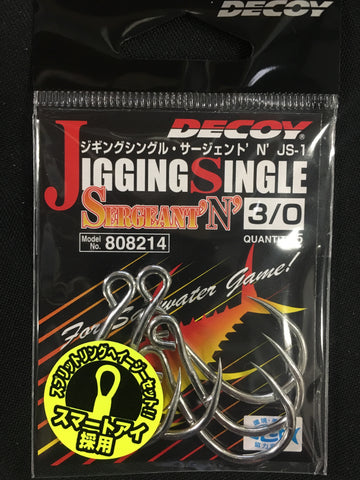 DECOY
DECOY
ジギングシングル・サージェント'N' JS-1
JIGGING SINGLE
SERGEANT'N'
3/0
Model No. 808214
QUANTITY 5
For Saltwater Game!
スプリットリングへイージーセット!!
スマートアイ
採用